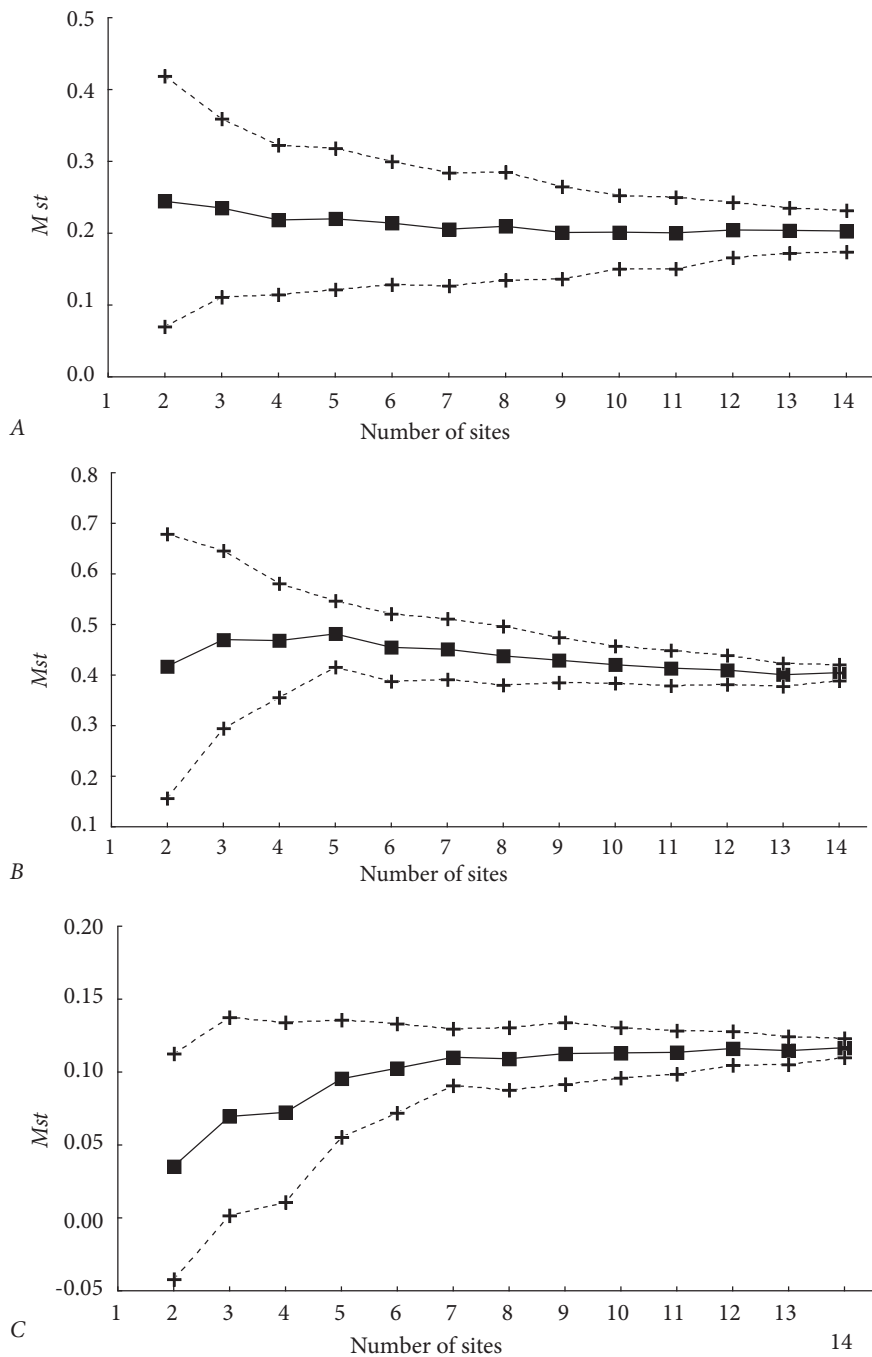 0.5
0.4
0.3
M st
0.2
0.1
0.0
1 2 3 4 5 6 7 8 9 10 11 12 13 14
A
Number of sites
0.8
0.7
0.6
0.5
Mst
0.4
0.3
0.2
0.1
1 2 3 4 5 6 7 8 9 10 11 12 13 14
B
Number of sites
0.20
0.15
0.10
Mst
0.05
0.00
-0.05
1 2 3 4 5 6 7 8 9 10 11 12 13
C
Number of sites 14